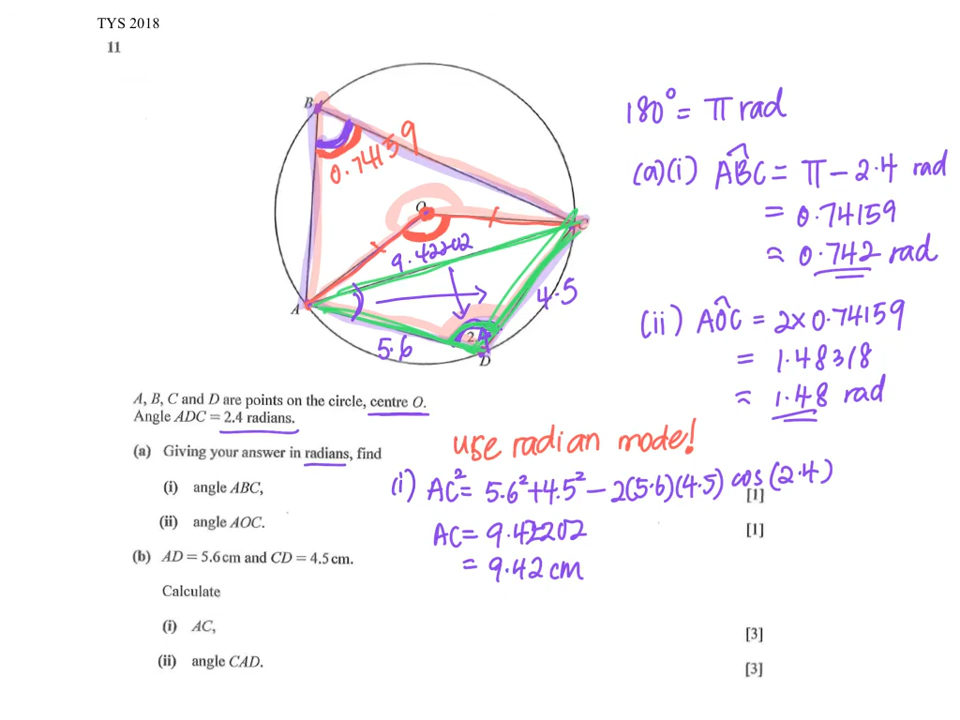 TYS 2018
11
B
0.74159
O
9.42202
C
A
4.5
2.4
5.6
D
180° = π rad
(a)(i) AB̂C = π - 2.4 rad
= 0.74159
≈ 0.742 rad
(ii) AÔC = 2 x 0.74159
= 1.48318
≈ 1.48 rad
A, B, C and D are points on the circle, centre O.
Angle ADC = 2.4 radians.
(a) Giving your answer in radians, find
use radian mode!
(i) angle ABC, [1]
(i) AC² = 5.6² + 4.5² - 2(5.6)(4.5) cos(2.4)
AC = 9.42202
= 9.42 cm
(ii) angle AOC. [1]
(b) AD = 5.6 cm and CD = 4.5 cm.
Calculate
(i) AC, [3]
(ii) angle CAD. [3]